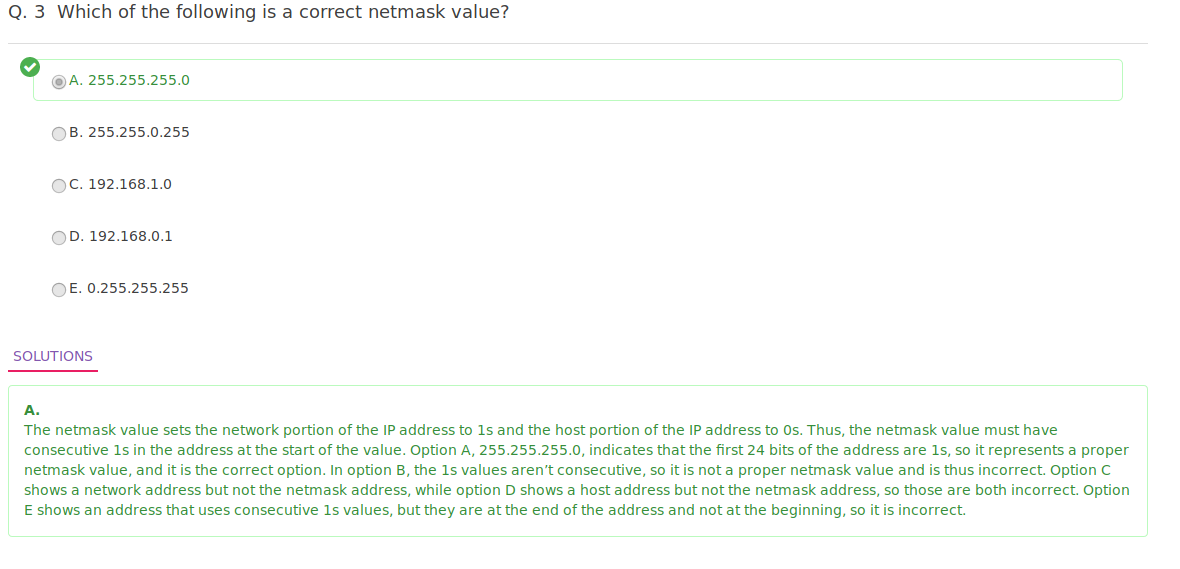 Q. 3 Which of the following is a correct netmask value?
A. 255.255.255.0
B. 255.255.0.255
C. 192.168.1.0
D. 192.168.0.1
E. 0.255.255.255
SOLUTIONS
A.
The netmask value sets the network portion of the IP address to 1s and the host portion of the IP address to 0s. Thus, the netmask value must have
consecutive 1s in the address at the start of the value. Option A, 255.255.255.0, indicates that the first 24 bits of the address are 1s, so it represents a proper
netmask value, and it is the correct option. In option B, the 1s values aren’t consecutive, so it is not a proper netmask value and is thus incorrect. Option C
shows a network address but not the netmask address, while option D shows a host address but not the netmask address, so those are both incorrect. Option
E shows an address that uses consecutive 1s values, but they are at the end of the address and not at the beginning, so it is incorrect.